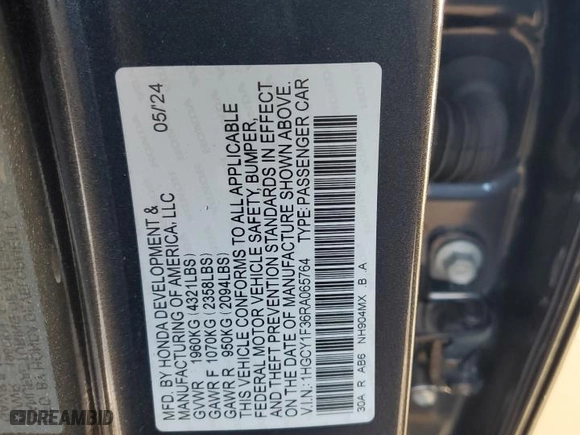 MFD. BY HONDA DEVELOPMENT & 05/'24
MANUFACTURING OF AMERICA, LLC
GVWR 1960KG (4321LBS)
GAWR F 1070KG (2358LBS)
GAWR R 950KG (2094LBS)
THIS VEHICLE CONFORMS TO ALL APPLICABLE
FEDERAL MOTOR VEHICLE SAFETY, BUMPER,
AND THEFT PREVENTION STANDARDS IN EFFECT
ON THE DATE OF MANUFACTURE SHOWN ABOVE.
V.I.N.: 1HGCY1F36RA065764 TYPE: PASSENGER CAR
30A R AB6 NH904MX B A
DREAMBID